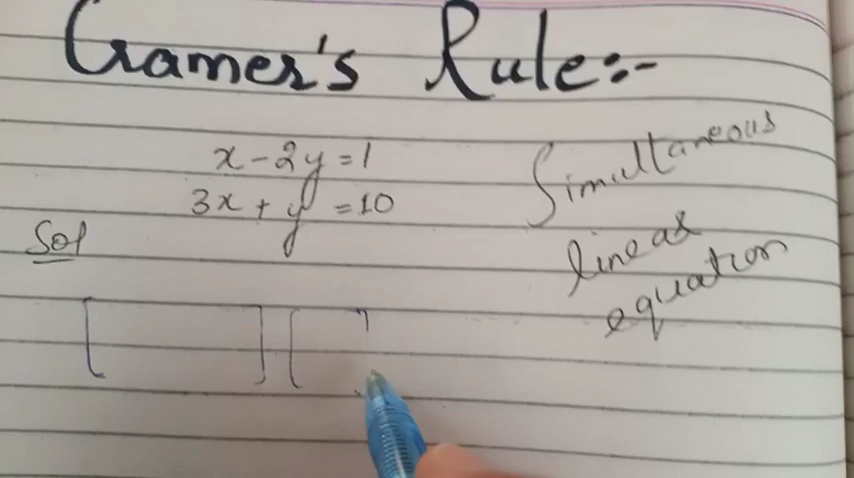 Cramer's Rule:-
x - 2y = 1
3x + y = 10
Simultaneous
linear
equation
Sol